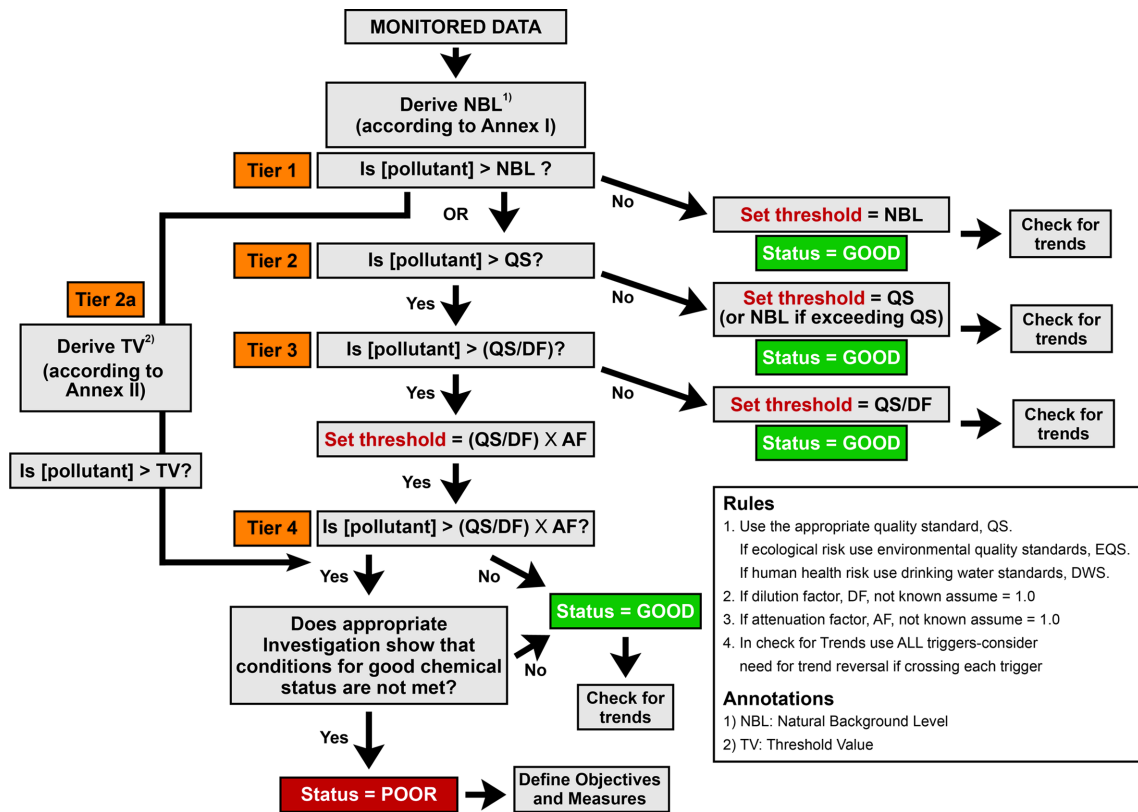 MONITORED DATA
Derive NBL1)
(according to Annex I)
Tier 1
Is [pollutant] > NBL ?
No
OR
Set threshold = NBL
Status = GOOD
Check for
trends
Tier 2
Is [pollutant] > QS?
Yes
No
Set threshold = QS
(or NBL if exceeding QS)
Status = GOOD
Check for
trends
Tier 2a
Derive TV2)
(according to
Annex II)
Tier 3
Is [pollutant] > (QS/DF)?
Yes
No
Set threshold = QS/DF
Status = GOOD
Check for
trends
Set threshold = (QS/DF) X AF
Is [pollutant] > TV?
Yes
Tier 4
Is [pollutant] > (QS/DF) X AF?
Yes
No
Status = GOOD
Does appropriate
Investigation show that
conditions for good chemical
status are not met?
No
Check for
trends
Yes
Status = POOR
Define Objectives
and Measures
Rules
1. Use the appropriate quality standard, QS.
If ecological risk use environmental quality standards, EQS.
If human health risk use drinking water standards, DWS.
2. If dilution factor, DF, not known assume = 1.0
3. If attenuation factor, AF, not known assume = 1.0
4. In check for Trends use ALL triggers-consider
need for trend reversal if crossing each trigger
Annotations
1) NBL: Natural Background Level
2) TV: Threshold Value